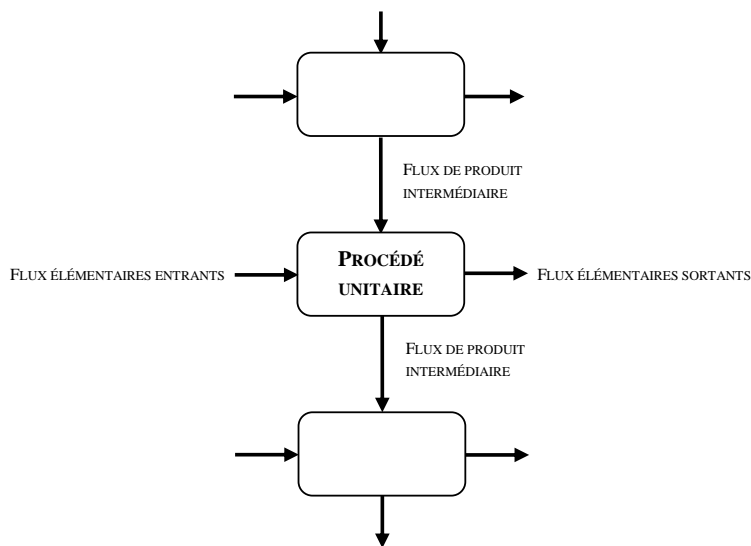 FLUX DE PRODUIT
INTERMÉDIAIRE
PROCÉDÉ
UNITAIRE
FLUX ÉLÉMENTAIRES ENTRANTS
FLUX ÉLÉMENTAIRES SORTANTS
FLUX DE PRODUIT
INTERMÉDIAIRE